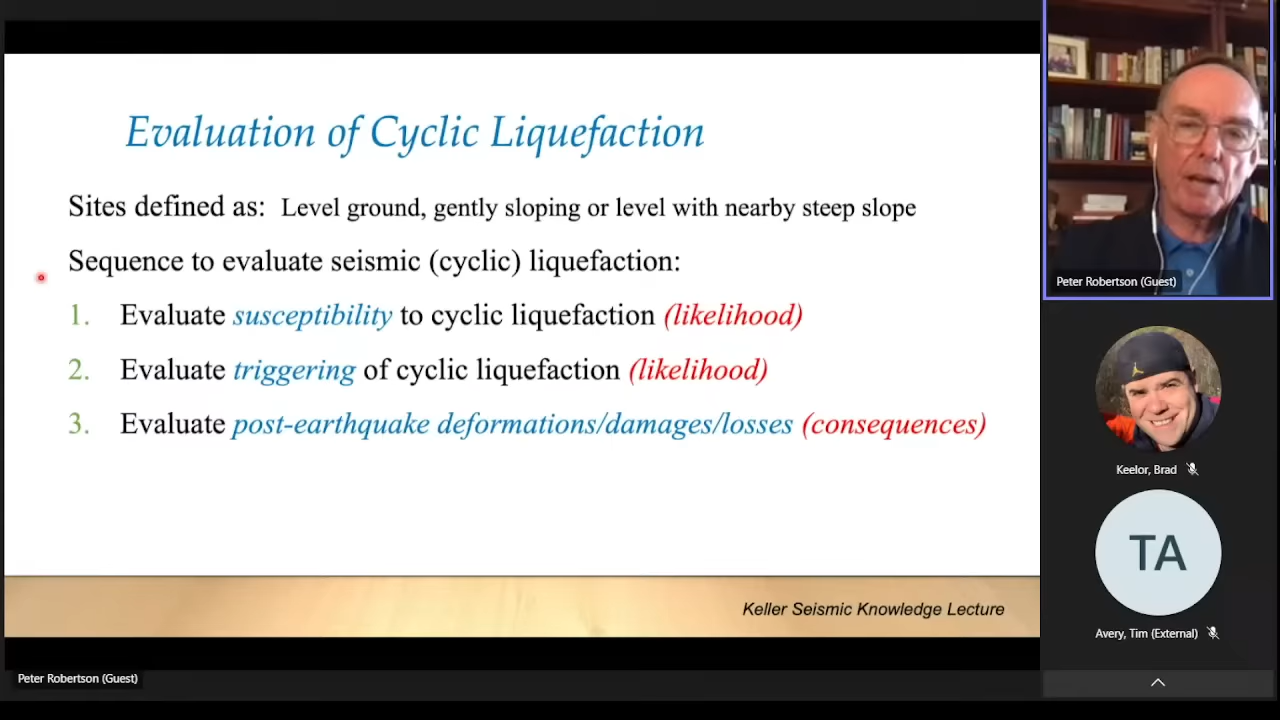 Evaluation of Cyclic Liquefaction
Sites defined as: Level ground, gently sloping or level with nearby steep slope
Sequence to evaluate seismic (cyclic) liquefaction:
1. Evaluate susceptibility to cyclic liquefaction (likelihood)
2. Evaluate triggering of cyclic liquefaction (likelihood)
3. Evaluate post-earthquake deformations/damages/losses (consequences)
Keller Seismic Knowledge Lecture
Peter Robertson (Guest)
Peter Robertson (Guest)
Keelor, Brad
TA
Avery, Tim (External)